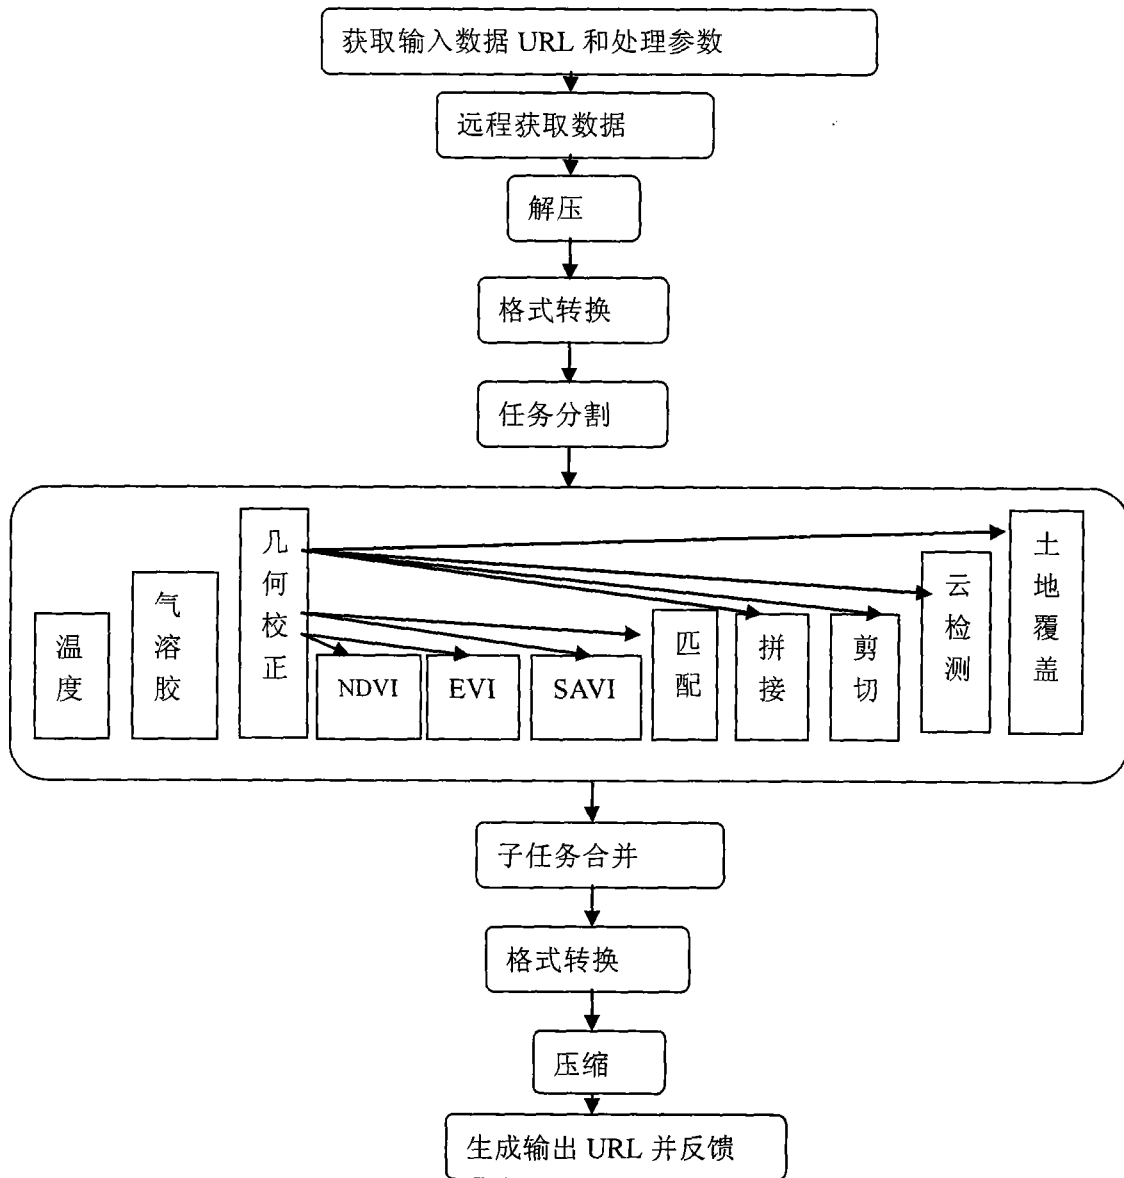 获取输入数据 URL 和处理参数
远程获取数据
解压
格式转换
任务分割
温度
气溶胶
几何校正
NDVI
EVI
SAVI
匹配
拼接
剪切
云检测
土地覆盖
子任务合并
格式转换
压缩
生成输出 URL 并反馈